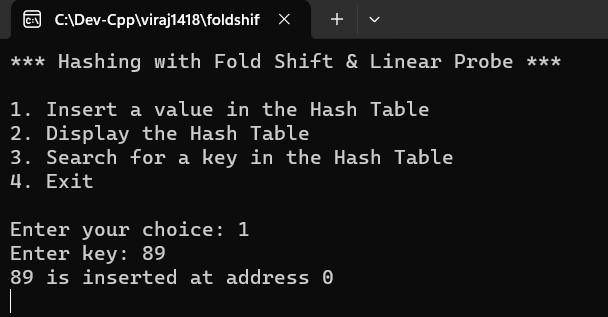 C:\Dev-Cpp\viraj1418\foldshif
*** Hashing with Fold Shift & Linear Probe ***
1. Insert a value in the Hash Table
2. Display the Hash Table
3. Search for a key in the Hash Table
4. Exit
Enter your choice: 1
Enter key: 89
89 is inserted at address 0